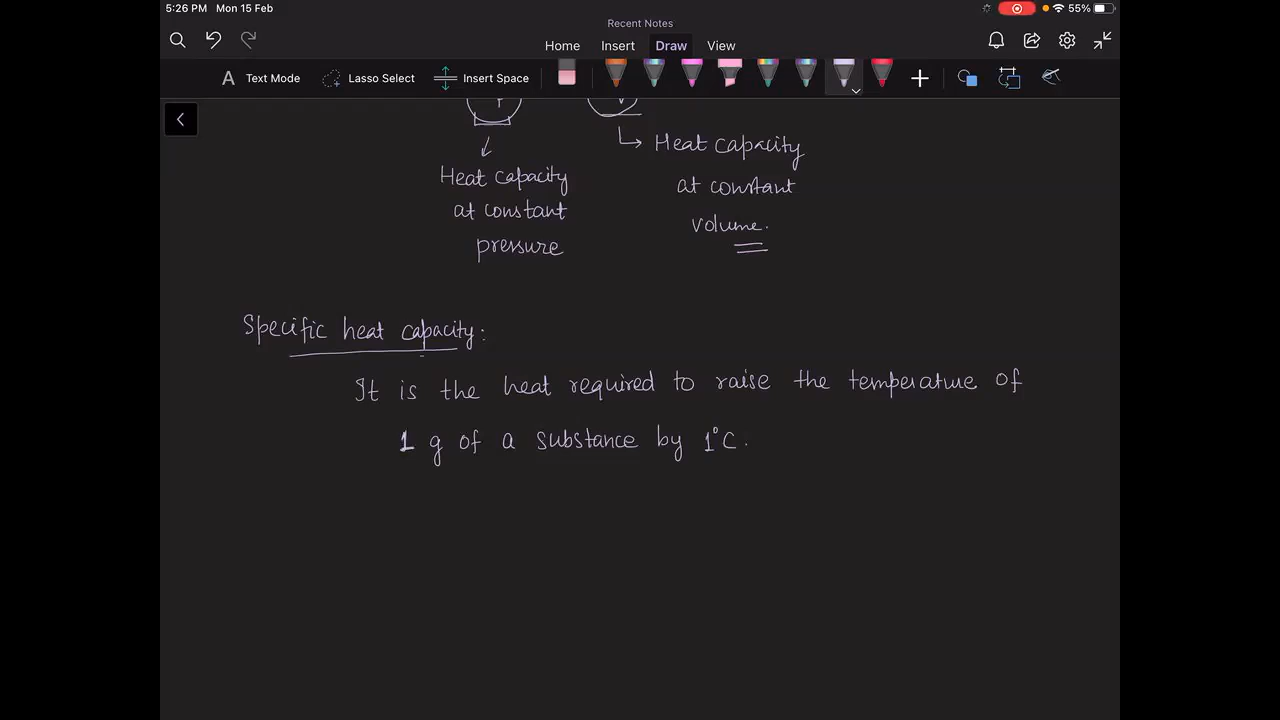 5:26 PM Mon 15 Feb
55%
Recent Notes
Home Insert Draw View
A Text Mode Lasso Select Insert Space
P V
Heat capacity
at constant
volume.
Heat capacity
at constant
pressure
Specific heat capacity:
It is the heat required to raise the temperature of
1 g of a substance by 1°C.